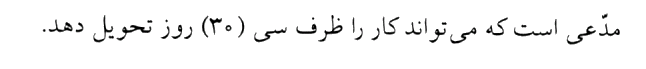 مدّعی است که می‌تواند کار را ظرف سی (۳۰) روز تحویل دهد.